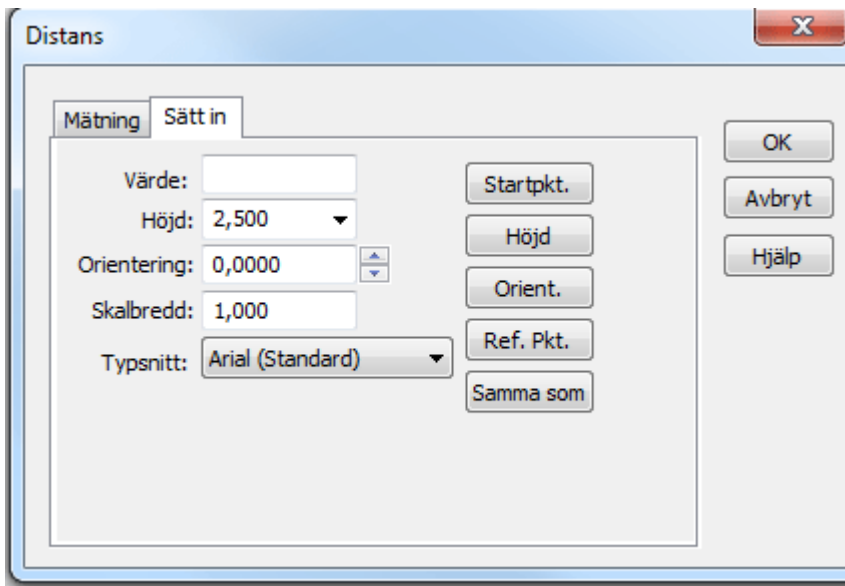 Distans
Mätning
Sätt in
Värde:
Startpkt.
Höjd: 2,500
Höjd
Orientering: 0,0000
Orient.
Skalbredd: 1,000
Ref. Pkt.
Typsnitt: Arial (Standard)
Samma som
OK
Avbryt
Hjälp